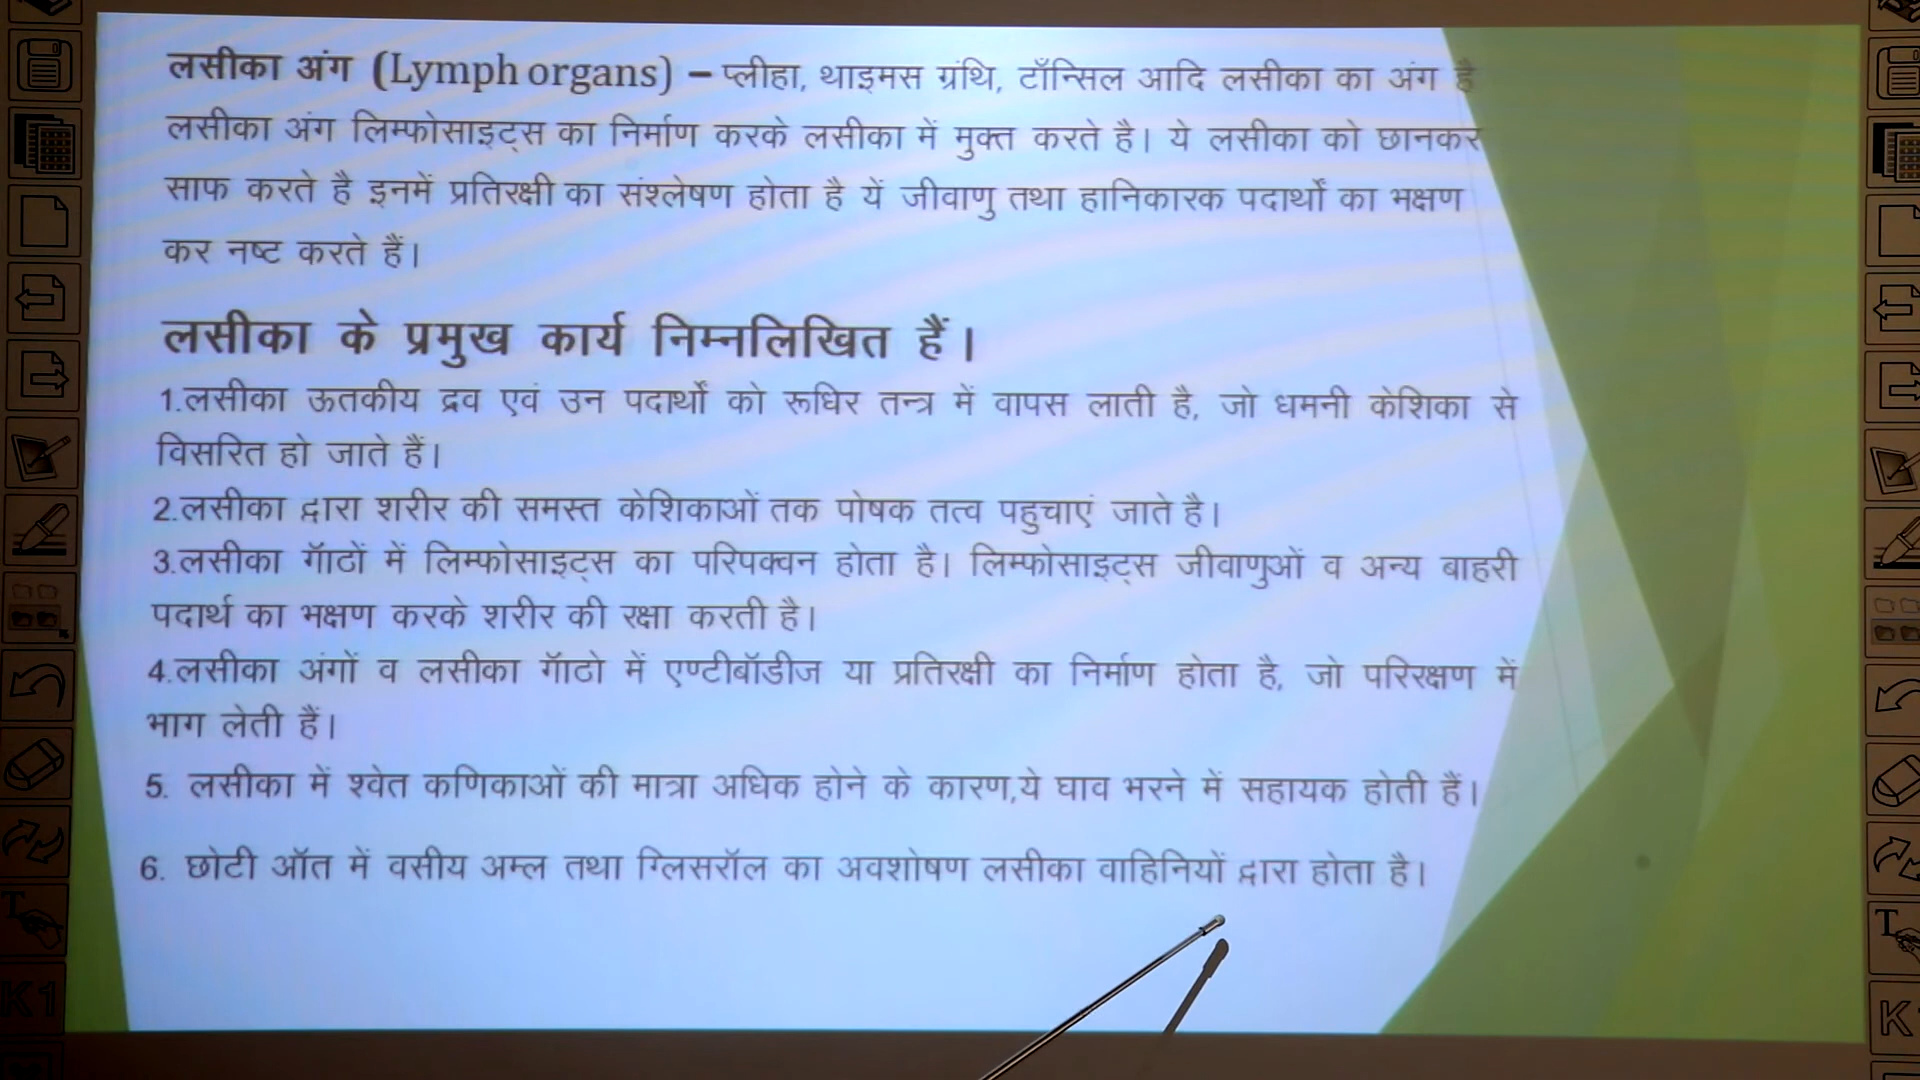 लसीका अंग (Lymph organs) – प्लीहा, थाइमस ग्रंथि, टॉंन्सिल आदि लसीका का अंग है
लसीका अंग लिम्फोसाइट्स का निर्माण करके लसीका में मुक्त करते है। ये लसीका को छानकर
साफ करते है इनमें प्रतिरक्षी का संश्लेषण होता है यें जीवाणु तथा हानिकारक पदार्थों का भक्षण
कर नष्ट करते हैं।
लसीका के प्रमुख कार्य निम्नलिखित हैं।
1.लसीका ऊतकीय द्रव एवं उन पदार्थों को रूधिर तन्त्र में वापस लाती है, जो धमनी केशिका से
विसरित हो जाते हैं।
2.लसीका द्वारा शरीर की समस्त केशिकाओं तक पोषक तत्व पहुचाएं जाते है।
3.लसीका गॅाठों में लिम्फोसाइट्स का परिपक्वन होता है। लिम्फोसाइट्स जीवाणुओं व अन्य बाहरी
पदार्थ का भक्षण करके शरीर की रक्षा करती है।
4.लसीका अंगों व लसीका गॅाठो में एण्टीबॉडीज या प्रतिरक्षी का निर्माण होता है, जो परिरक्षण में
भाग लेती हैं।
5. लसीका में श्वेत कणिकाओं की मात्रा अधिक होने के कारण,ये घाव भरने में सहायक होती हैं।
6. छोटी ऑत में वसीय अम्ल तथा ग्लिसरॉल का अवशोषण लसीका वाहिनियों द्वारा होता है।
T
K1
T
K